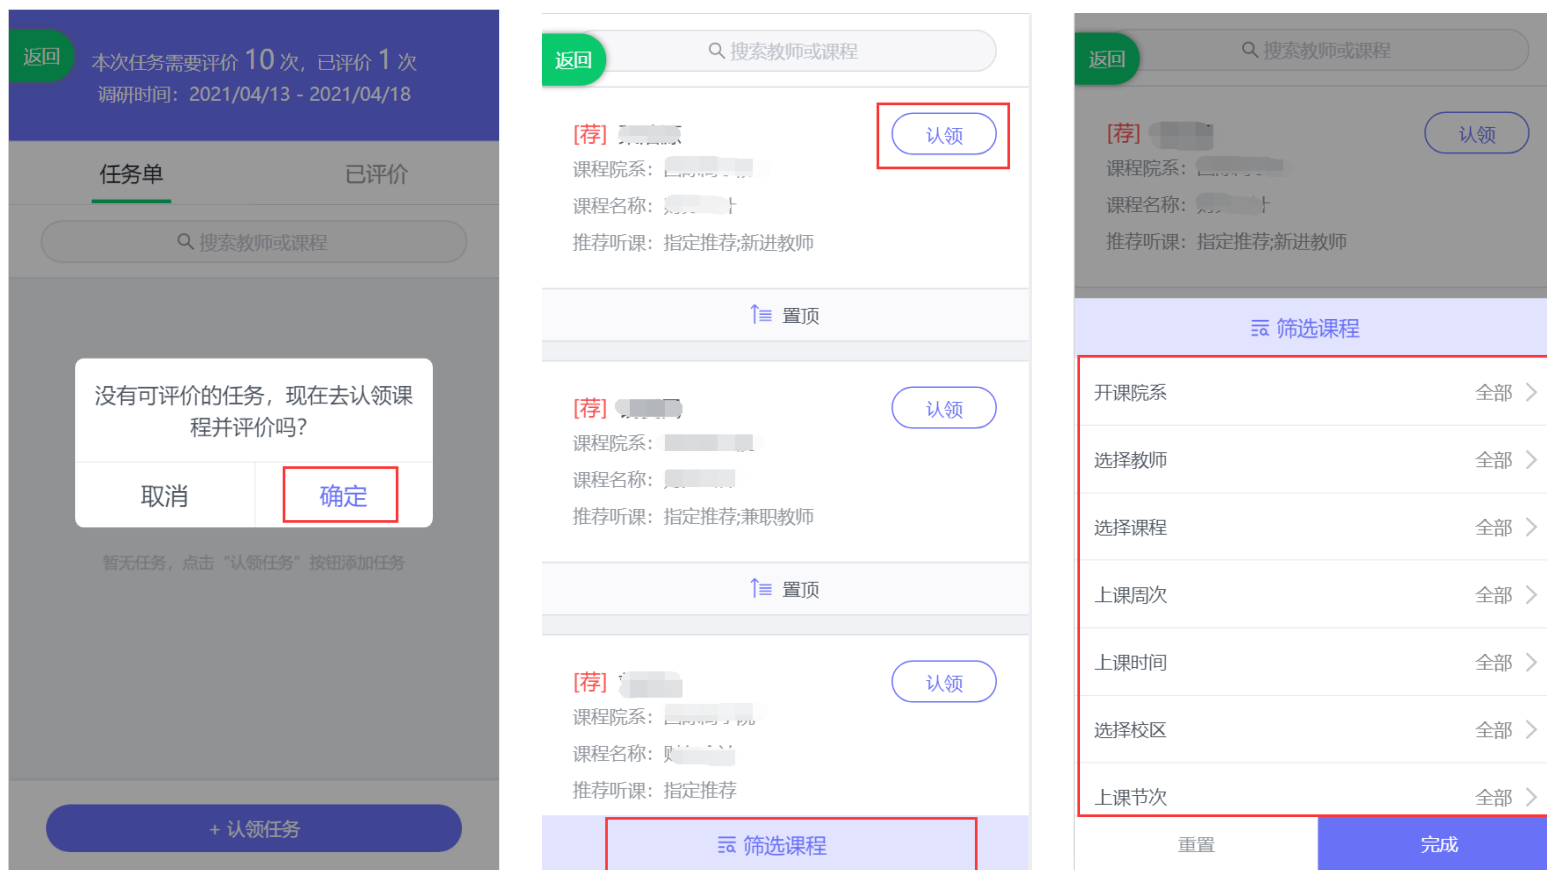 返回
本次任务需要评价 10 次，已评价 1 次
调研时间：2021/04/13 - 2021/04/18
任务单
已评价
搜索教师或课程
没有可评价的任务，现在去认领课
程并评价吗？
取消
确定
暂无任务，点击“认领任务”按钮添加任务
+ 认领任务
返回
搜索教师或课程
[荐]
认领
课程院系：
课程名称：
推荐听课：指定推荐;新进教师
置顶
[荐]
认领
课程院系：
课程名称：
推荐听课：指定推荐;兼职教师
置顶
[荐]
认领
课程院系：
课程名称：
推荐听课：指定推荐
筛选课程
返回
搜索教师或课程
[荐]
认领
课程院系：
课程名称：
推荐听课：指定推荐;新进教师
筛选课程
开课院系 全部
选择教师 全部
选择课程 全部
上课周次 全部
上课时间 全部
选择校区 全部
上课节次 全部
重置
完成